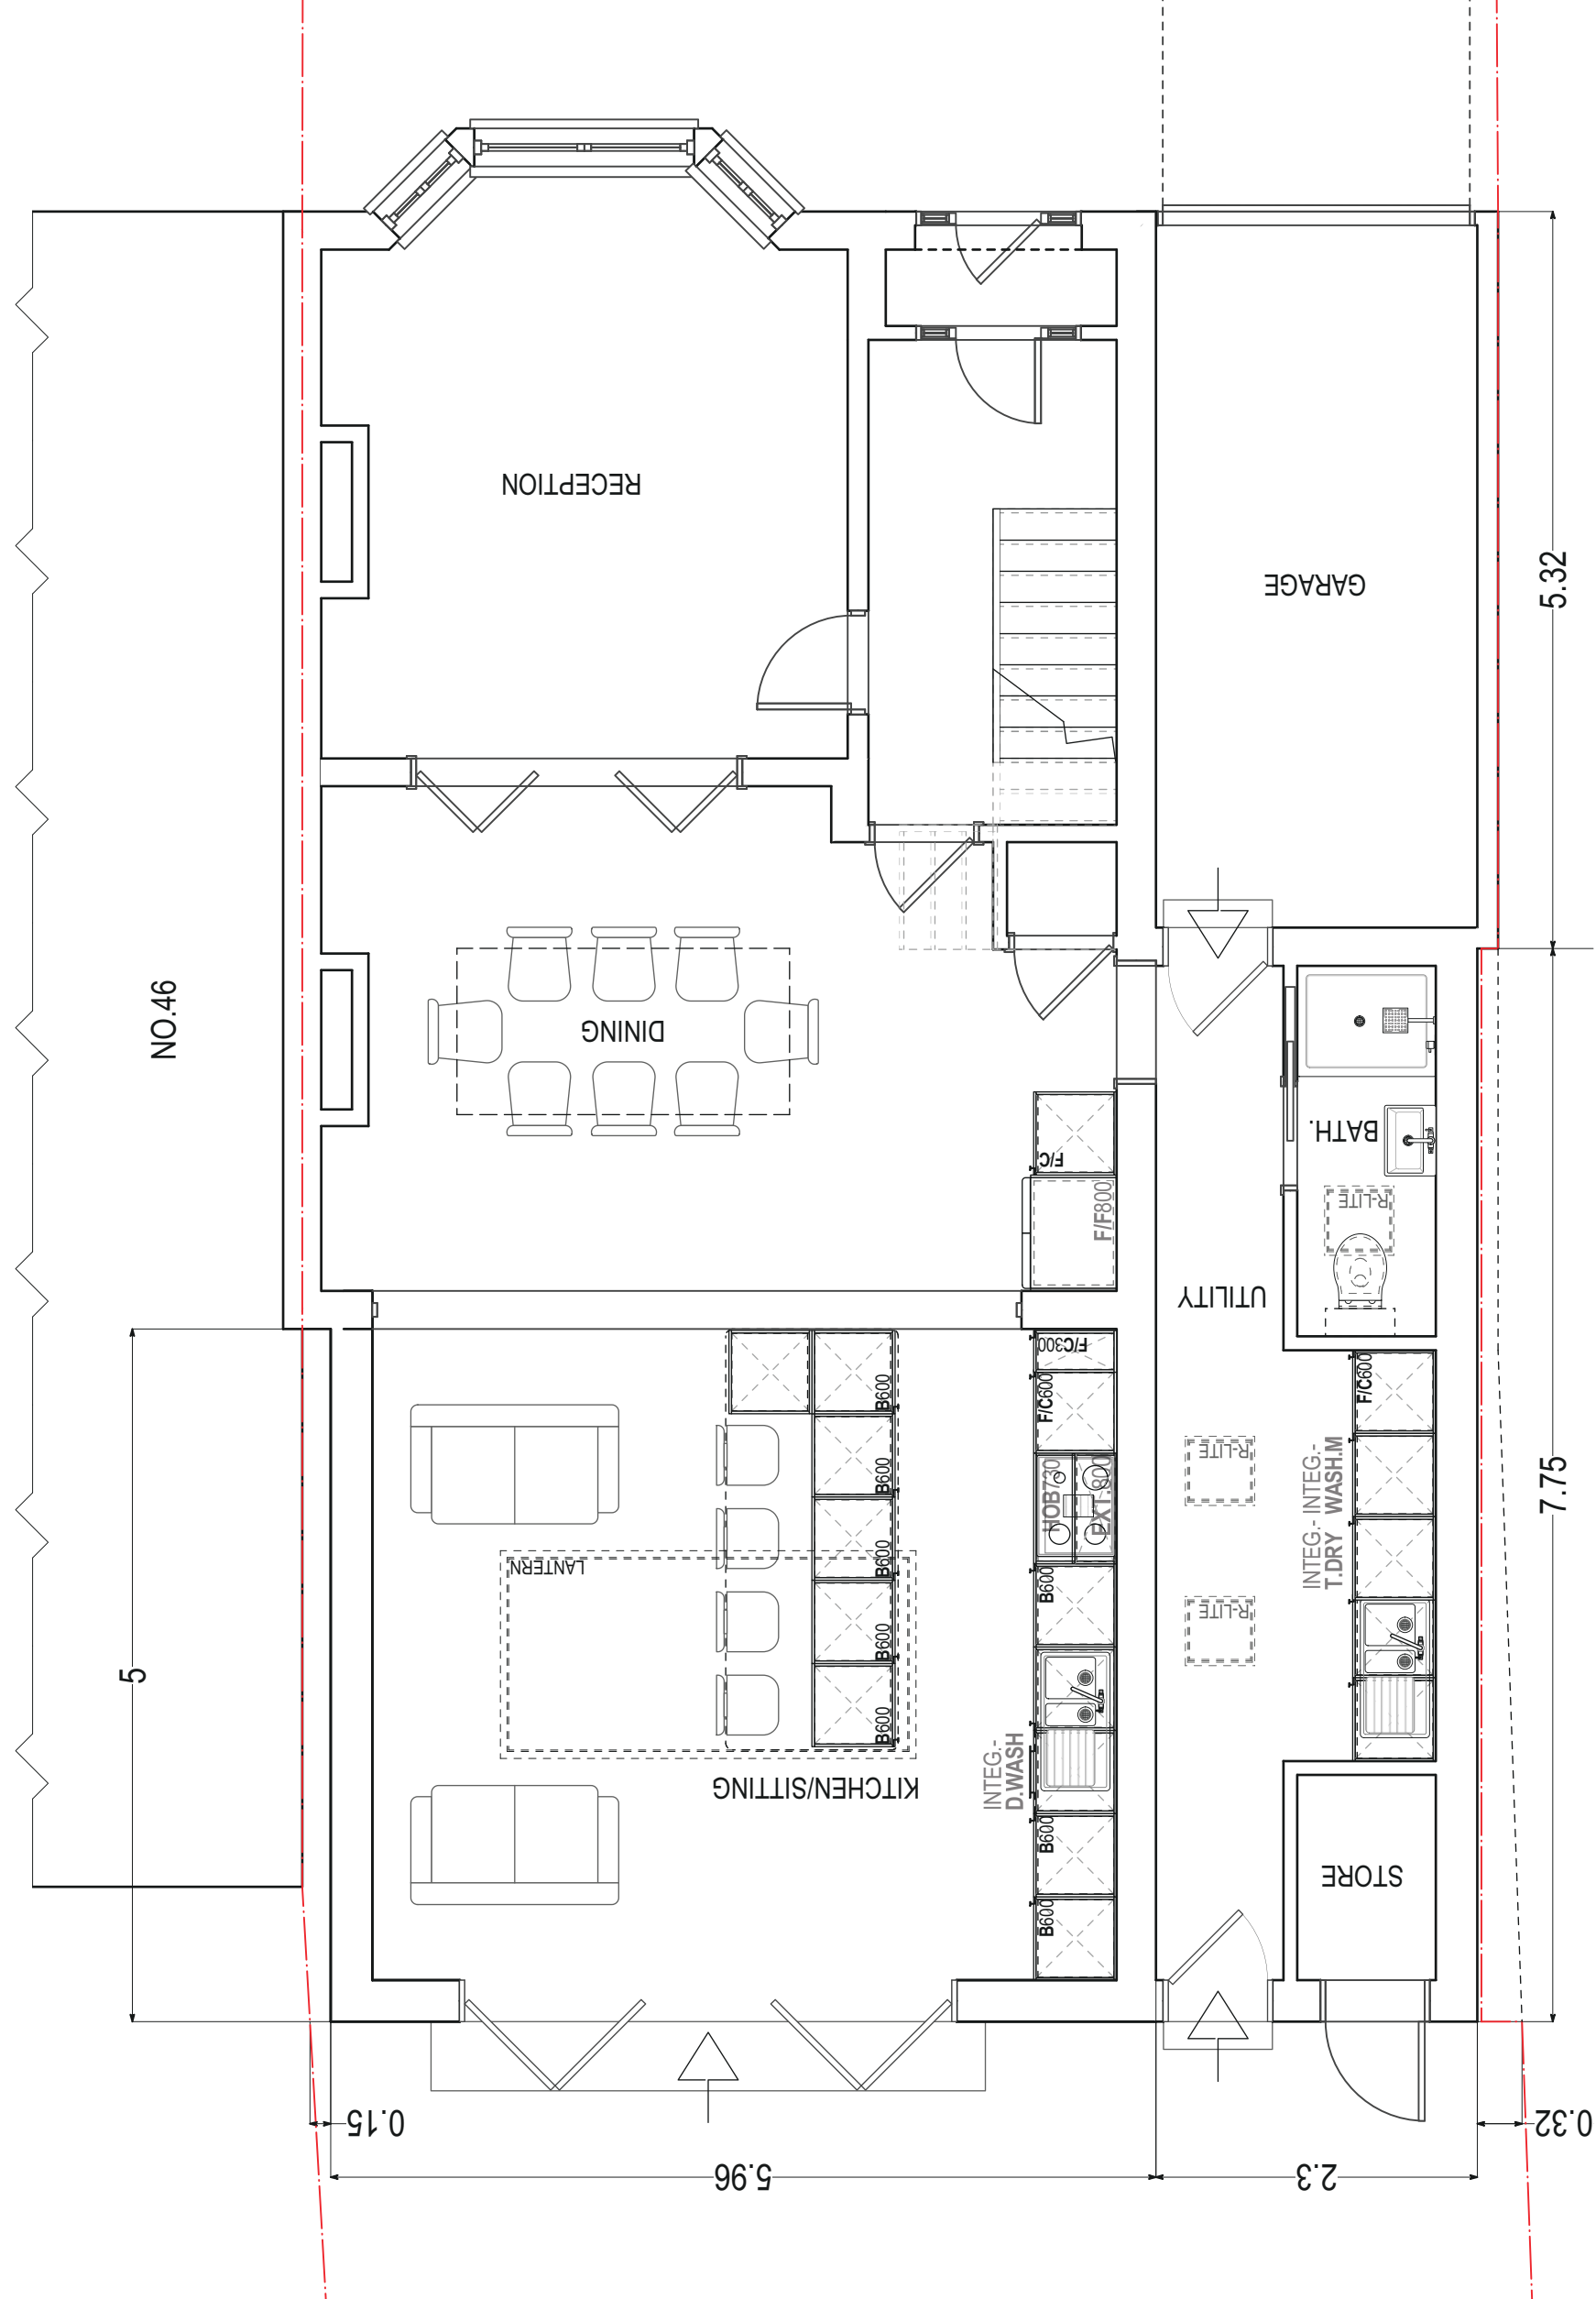 RECEPTION
GARAGE
5.32
NO.46
DINING
BATH.
R-LITE
F/C
F/F800
UTILITY
5
F/C300
F/C600
B600
B600
B600
B600
B600
HOB730
EXT.800
B600
LANTERN
R-LITE
R-LITE
F/C600
INTEG.-
WASH.M
INTEG.-
T.DRY
7.75
KITCHEN/SITTING
INTEG.-
D.WASH
B600
B600
STORE
0.15
0.32
5.96
2.3